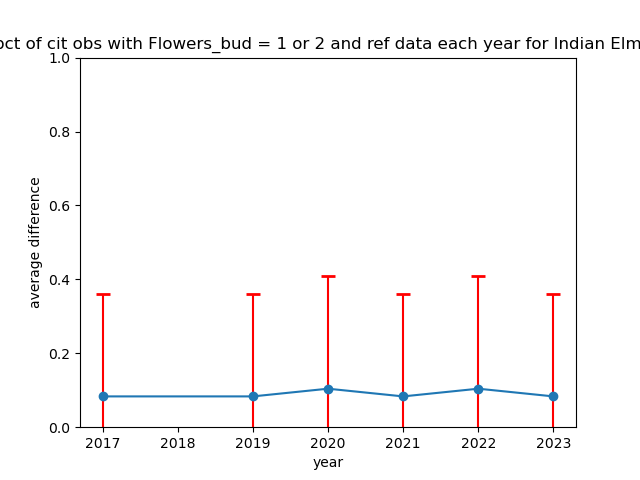 of cit obs with Flowers_bud = 1 or 2 and ref data each year for Indian Elm
1.0
0.8
0.6
0.4
0.2
0.0
average difference
2017 2018 2019 2020 2021 2022 2023
year